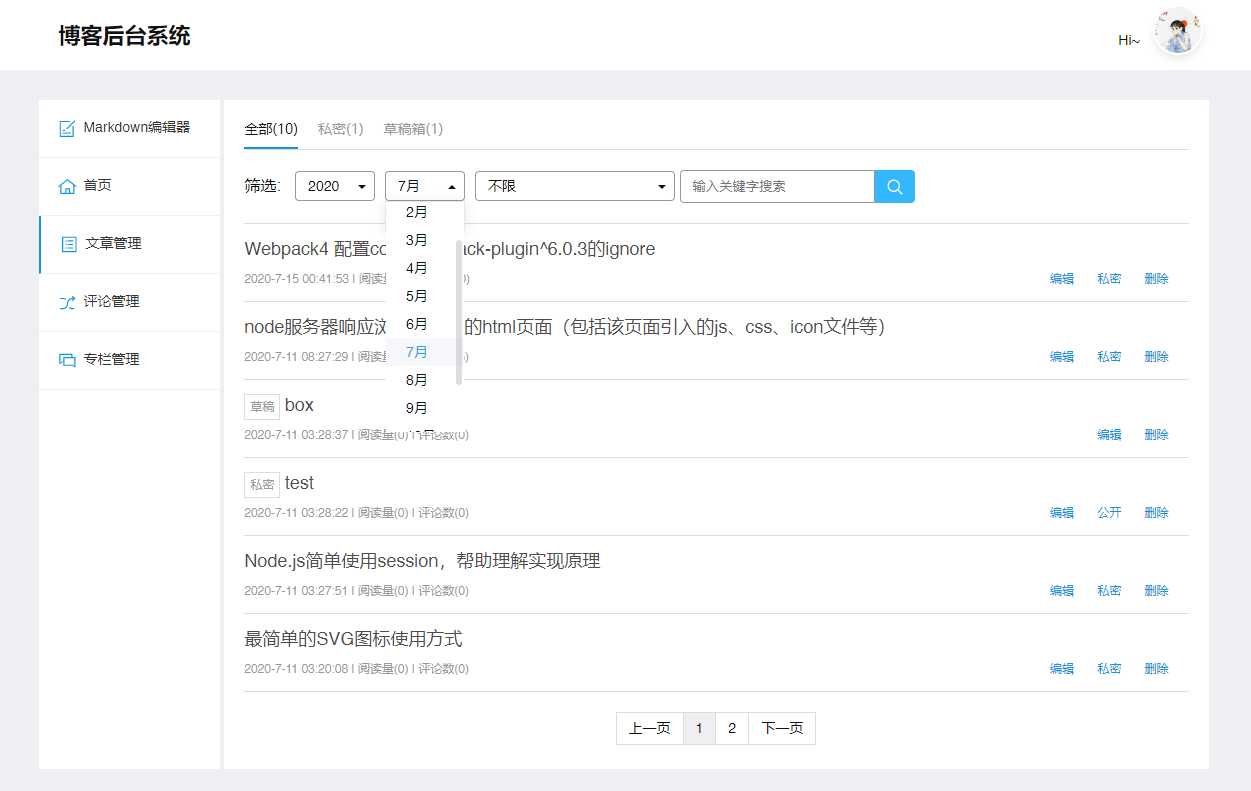 博客后台系统
Hi~
Markdown编辑器
首页
文章管理
评论管理
专栏管理
全部(10) 私密(1) 草稿箱(1)
筛选: 2020 7月 不限 输入关键字搜索
2月
3月
4月
5月
6月
7月
8月
9月
Webpack4 配置co ack-plugin^6.0.3的ignore
2020-7-15 00:41:53 | 阅读量 0)
编辑 私密 删除
node服务器响应浏 的html页面（包括该页面引入的js、css、icon文件等）
2020-7-11 08:27:29 | 阅读量
编辑 私密 删除
草稿 box
2020-7-11 03:28:37 | 阅读量(0) 评论数(0)
编辑 删除
私密 test
2020-7-11 03:28:22 | 阅读量(0) | 评论数(0)
编辑 公开 删除
Node.js简单使用session，帮助理解实现原理
2020-7-11 03:27:51 | 阅读量(0) | 评论数(0)
编辑 私密 删除
最简单的SVG图标使用方式
2020-7-11 03:20:08 | 阅读量(0) | 评论数(0)
编辑 私密 删除
上一页 1 2 下一页